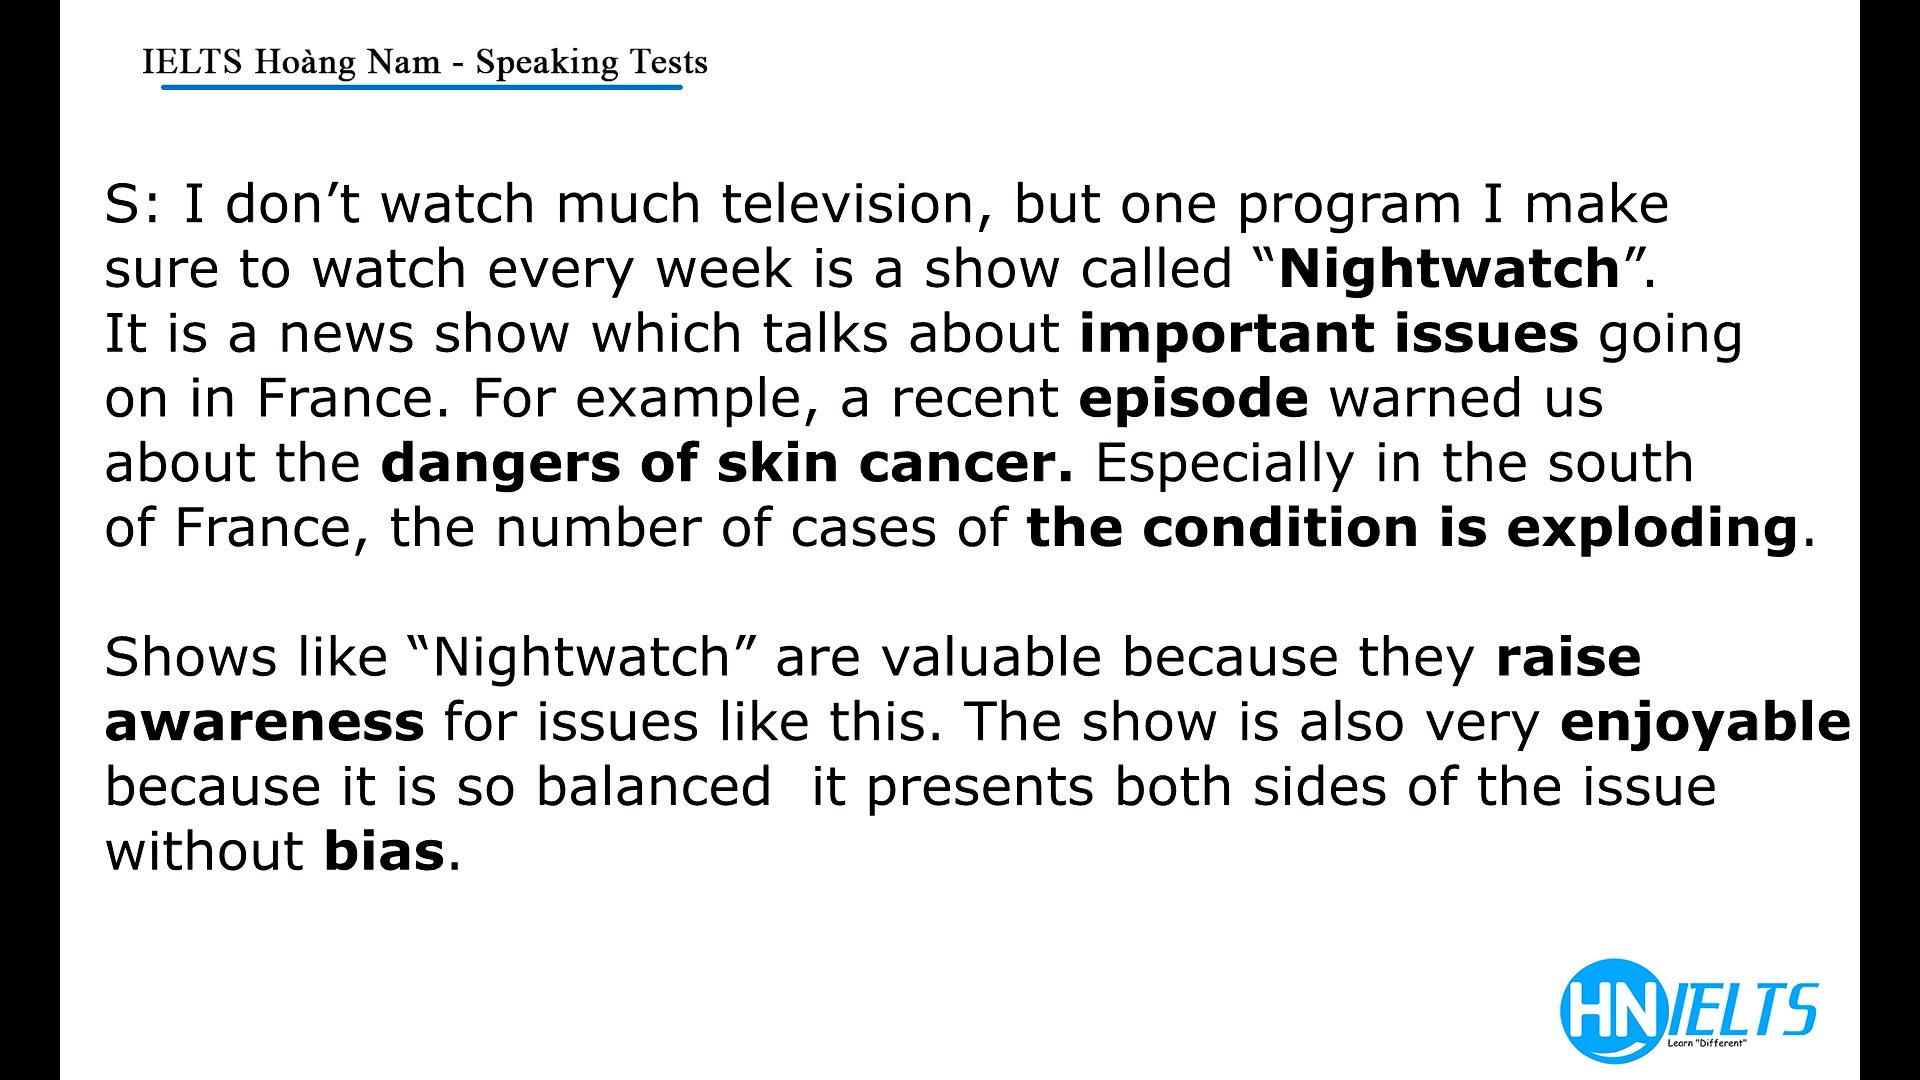 IELTS Hoàng Nam - Speaking Tests
S: I don’t watch much television, but one program I make
sure to watch every week is a show called “Nightwatch”.
It is a news show which talks about important issues going
on in France. For example, a recent episode warned us
about the dangers of skin cancer. Especially in the south
of France, the number of cases of the condition is exploding.
Shows like “Nightwatch” are valuable because they raise
awareness for issues like this. The show is also very enjoyable
because it is so balanced  it presents both sides of the issue
without bias.
HNIELTS
Learn "Different"